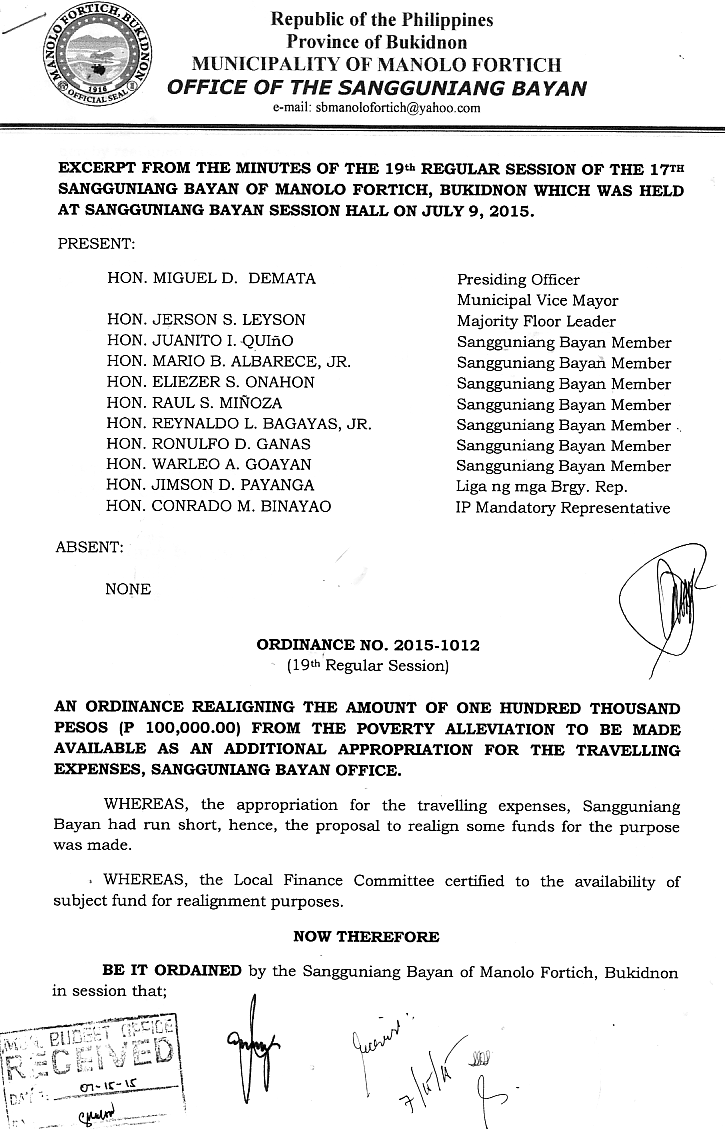 MANOLO FORTICH, BUKIDNON
1916
OFFICIAL SEAL
Republic of the Philippines
Province of Bukidnon
MUNICIPALITY OF MANOLO FORTICH
OFFICE OF THE SANGGUNIANG BAYAN
e-mail: sbmanolofortich@yahoo.com
EXCERPT FROM THE MINUTES OF THE 19th REGULAR SESSION OF THE 17TH
SANGGUNIANG BAYAN OF MANOLO FORTICH, BUKIDNON WHICH WAS HELD
AT SANGGUNIANG BAYAN SESSION HALL ON JULY 9, 2015.
PRESENT:
HON. MIGUEL D. DEMATA Presiding Officer
Municipal Vice Mayor
HON. JERSON S. LEYSON Majority Floor Leader
HON. JUANITO I. QUIñO Sangguniang Bayan Member
HON. MARIO B. ALBARECE, JR. Sangguniang Bayan Member
HON. ELIEZER S. ONAHON Sangguniang Bayan Member
HON. RAUL S. MIÑOZA Sangguniang Bayan Member
HON. REYNALDO L. BAGAYAS, JR. Sangguniang Bayan Member
HON. RONULFO D. GANAS Sangguniang Bayan Member
HON. WARLEO A. GOAYAN Sangguniang Bayan Member
HON. JIMSON D. PAYANGA Liga ng mga Brgy. Rep.
HON. CONRADO M. BINAYAO IP Mandatory Representative
ABSENT:
NONE
ORDINANCE NO. 2015-1012
(19th Regular Session)
AN ORDINANCE REALIGNING THE AMOUNT OF ONE HUNDRED THOUSAND
PESOS (P 100,000.00) FROM THE POVERTY ALLEVIATION TO BE MADE
AVAILABLE AS AN ADDITIONAL APPROPRIATION FOR THE TRAVELLING
EXPENSES, SANGGUNIANG BAYAN OFFICE.
WHEREAS, the appropriation for the travelling expenses, Sangguniang
Bayan had run short, hence, the proposal to realign some funds for the purpose
was made.
WHEREAS, the Local Finance Committee certified to the availability of
subject fund for realignment purposes.
NOW THEREFORE
BE IT ORDAINED by the Sangguniang Bayan of Manolo Fortich, Bukidnon
in session that;
BUDGET OFFICE
RECEIVED
DATE: 07-15-15
7/15/15